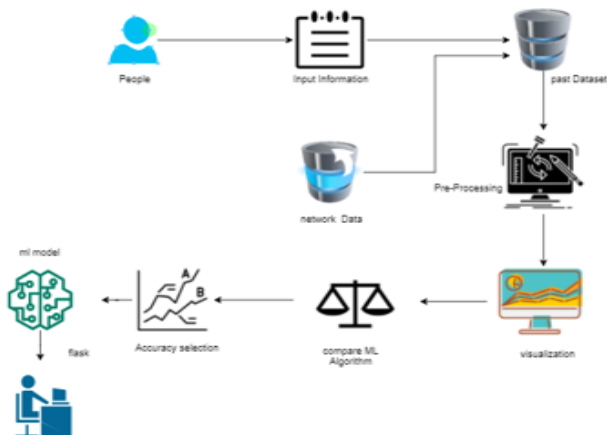 People
Input Information
past Dataset
network Data
Pre-Processing
ml model
A
B
Accuracy selection
compare ML
Algorithm
visualization
flask